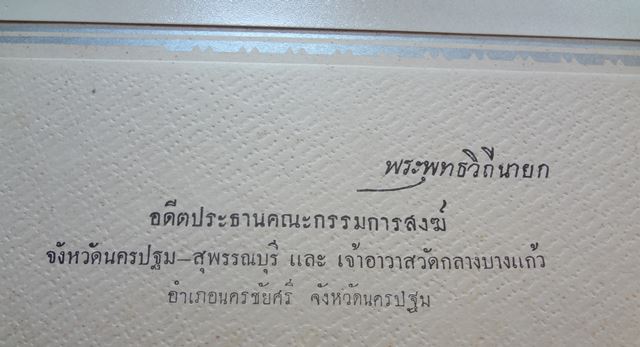 พระพุทธวิถีนายก
อดีตประธานคณะกรรมการสงฆ์
จังหวัดนครปฐม–สุพรรณบุรี และ เจ้าอาวาสวัดกลางบางแก้ว
อำเภอนครชัยศรี จังหวัดนครปฐม